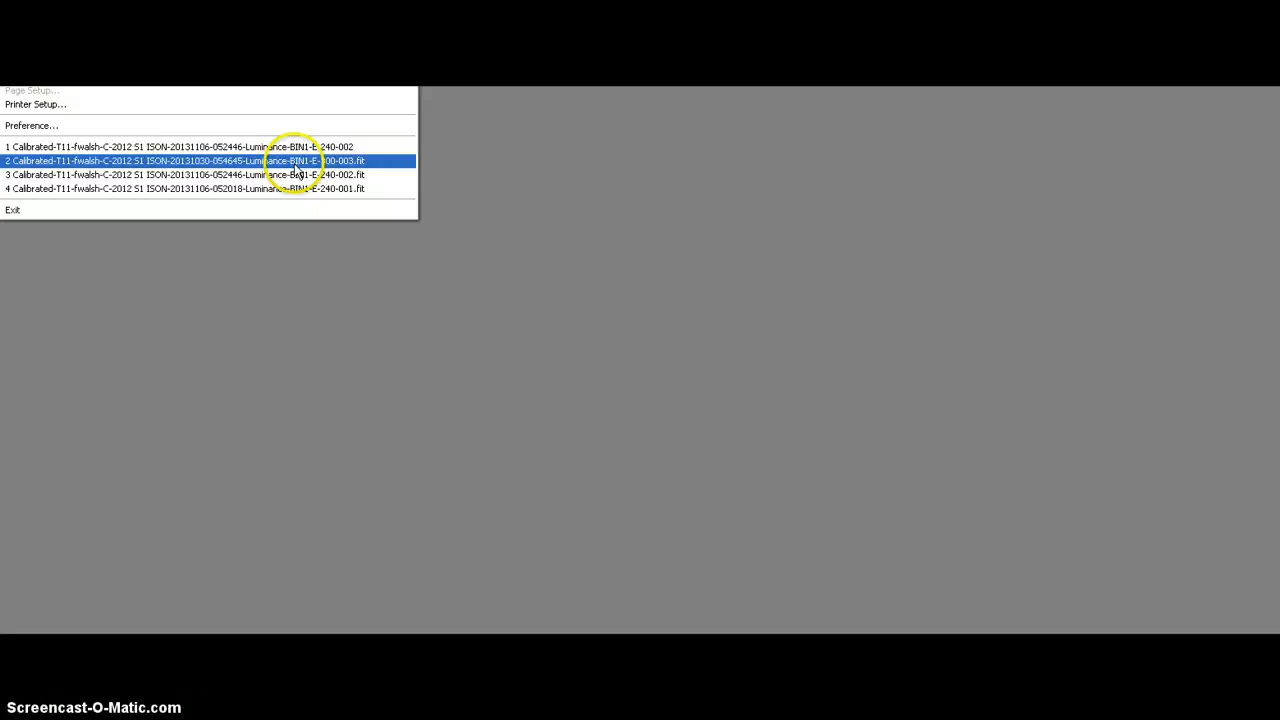 Page Setup...
Printer Setup...
Preference...
1 Calibrated-T11-fwalsh-C-2012 S1 ISON-20131106-052446-Luminance-BIN1-E-240-002
2 Calibrated-T11-fwalsh-C-2012 S1 ISON-20131030-054645-Luminance-BIN1-E-300-003.fit
3 Calibrated-T11-fwalsh-C-2012 S1 ISON-20131106-052446-Luminance-BIN1-E-240-002.fit
4 Calibrated-T11-fwalsh-C-2012 S1 ISON-20131106-052018-Luminance-BIN1-E-240-001.fit
Exit
Screencast-O-Matic.com